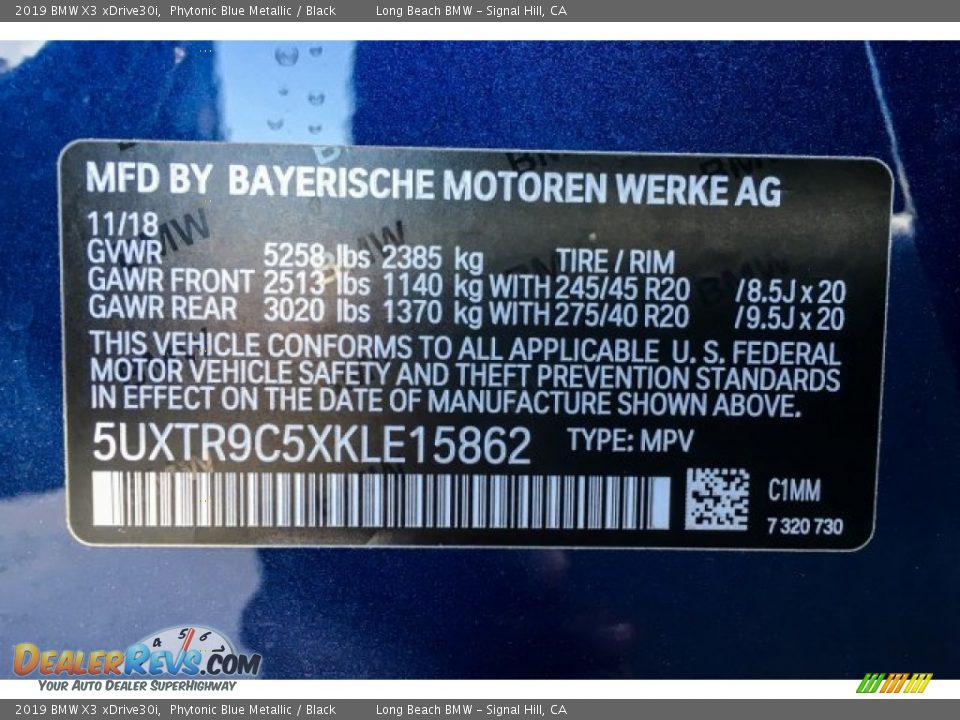 2019 BMW X3 xDrive30i, Phytonic Blue Metallic / Black Long Beach BMW - Signal Hill, CA
MFD BY BAYERISCHE MOTOREN WERKE AG
11/18
GVWR 5258 lbs 2385 kg TIRE / RIM
GAWR FRONT 2513 lbs 1140 kg WITH 245/45 R20 /8.5J x 20
GAWR REAR 3020 lbs 1370 kg WITH 275/40 R20 /9.5J x 20
THIS VEHICLE CONFORMS TO ALL APPLICABLE U. S. FEDERAL
MOTOR VEHICLE SAFETY AND THEFT PREVENTION STANDARDS
IN EFFECT ON THE DATE OF MANUFACTURE SHOWN ABOVE.
5UXTR9C5XKLE15862 TYPE: MPV
C1MM
7 320 730
4 5 6
DEALERREVS.COM
YOUR AUTO DEALER SUPERHIGHWAY
2019 BMW X3 xDrive30i, Phytonic Blue Metallic / Black Long Beach BMW - Signal Hill, CA